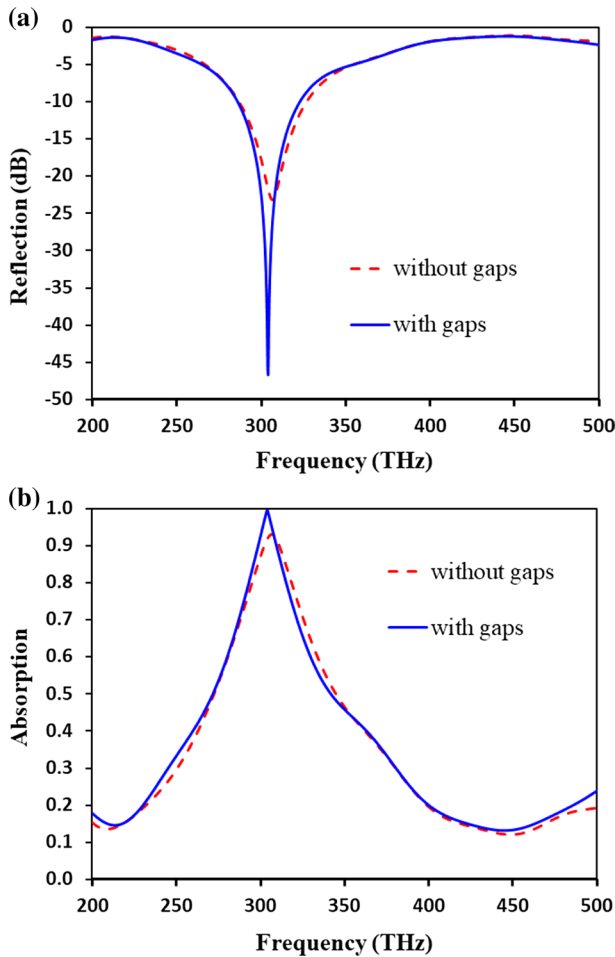 (a)
0
-5
-10
-15
-20
-25
-30
-35
-40
-45
-50
Reflection (dB)
without gaps
with gaps
200 250 300 350 400 450 500
Frequency (THz)
(b)
1.0
0.9
0.8
0.7
0.6
0.5
0.4
0.3
0.2
0.1
0.0
Absorption
without gaps
with gaps
200 250 300 350 400 450 500
Frequency (THz)